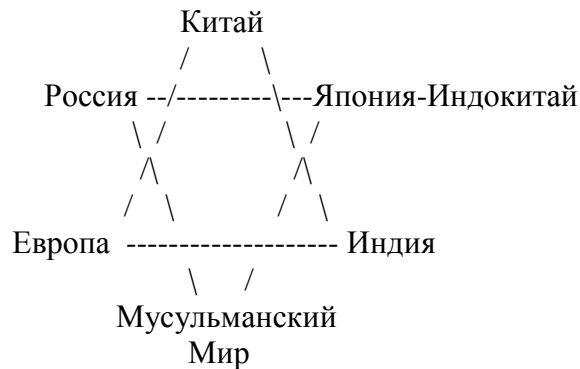 Китай
Россия Япония-Индокитай
Европа Индия
Мусульманский
Мир